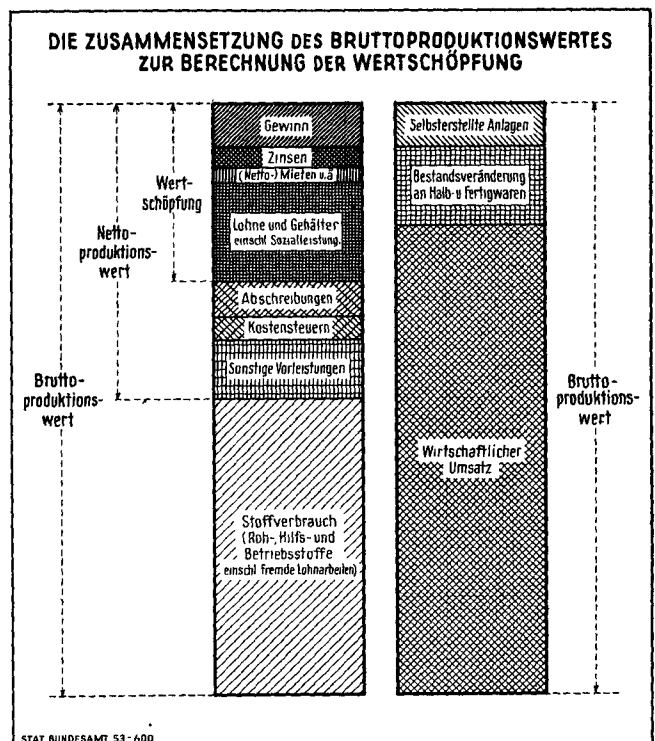 DIE ZUSAMMENSETZUNG DES BRUTTOPRODUKTIONSWERTES
ZUR BERECHNUNG DER WERTSCHÖPFUNG
Gewinn
Zinsen
(Netto-) Mieten u.ä
Löhne und Gehälter
einschl Sozialleistung.
Abschreibungen
Kostensteuern
Sonstige Vorleistungen
Stoffverbrauch
(Roh-, Hilfs- und
Betriebsstoffe
einschl fremde Lohnarbeiten)
Wert-
schöpfung
Netto-
produktions-
wert
Brutto-
produktions-
wert
Selbsterstellte Anlagen
Bestandsveränderung
an Halb- u Fertigwaren
Wirtschaftlicher
Umsatz
Brutto-
produktions-
wert
STAT BUNDESAMT 53-600